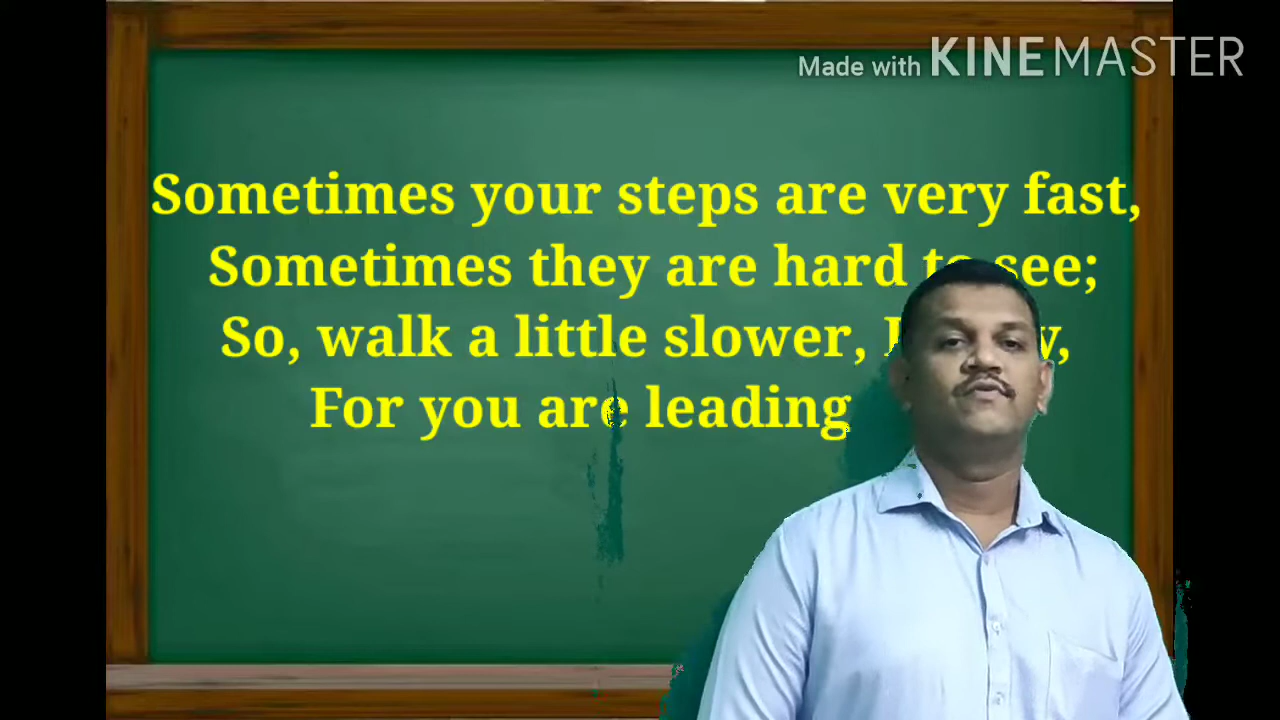 Made with KINEMASTER
Sometimes your steps are very fast,
Sometimes they are hard to see;
So, walk a little slower,
For you are leading